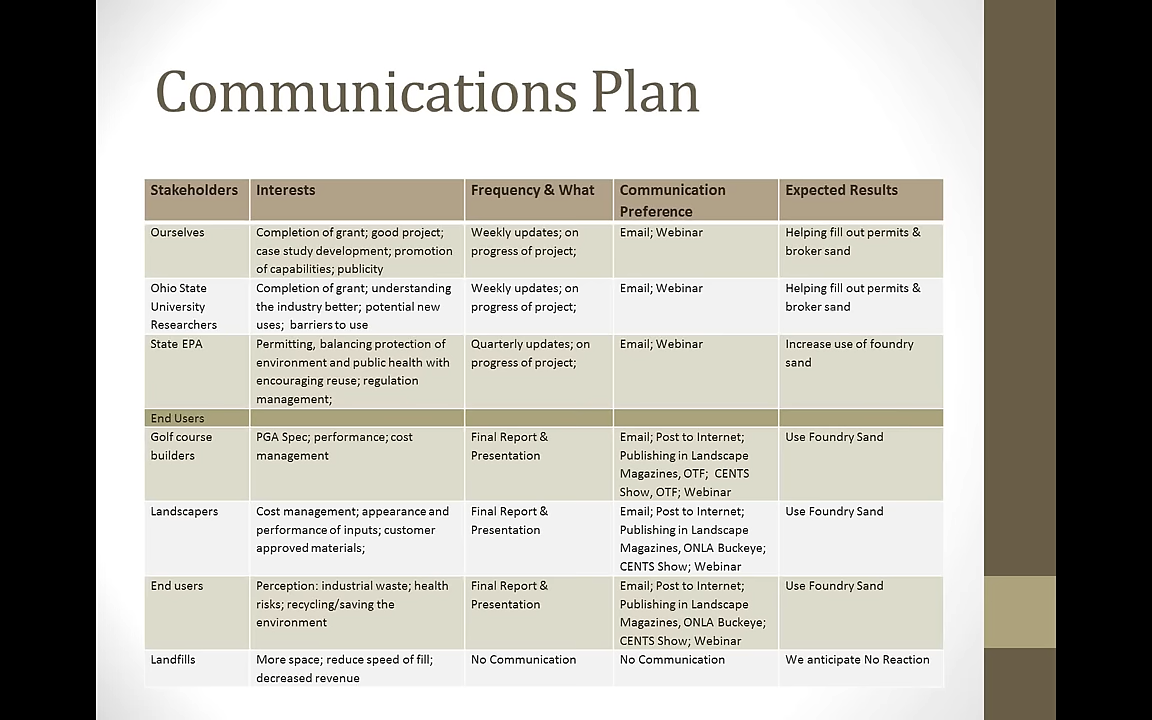 Communications Plan
Stakeholders
Interests
Frequency & What
Communication
Preference
Expected Results
Ourselves
Completion of grant; good project;
case study development; promotion
of capabilities; publicity
Weekly updates; on
progress of project;
Email; Webinar
Helping fill out permits &
broker sand
Ohio State
University
Researchers
Completion of grant; understanding
the industry better; potential new
uses; barriers to use
Weekly updates; on
progress of project;
Email; Webinar
Helping fill out permits &
broker sand
State EPA
Permitting, balancing protection of
environment and public health with
encouraging reuse; regulation
management;
Quarterly updates; on
progress of project;
Email; Webinar
Increase use of foundry
sand
End Users
Golf course
builders
PGA Spec; performance; cost
management
Final Report &
Presentation
Email; Post to Internet;
Publishing in Landscape
Magazines, OTF; CENTS
Show, OTF; Webinar
Use Foundry Sand
Landscapers
Cost management; appearance and
performance of inputs; customer
approved materials;
Final Report &
Presentation
Email; Post to Internet;
Publishing in Landscape
Magazines, ONLA Buckeye;
CENTS Show; Webinar
Use Foundry Sand
End users
Perception: industrial waste; health
risks; recycling/saving the
environment
Final Report &
Presentation
Email; Post to Internet;
Publishing in Landscape
Magazines, ONLA Buckeye;
CENTS Show; Webinar
Use Foundry Sand
Landfills
More space; reduce speed of fill;
decreased revenue
No Communication
No Communication
We anticipate No Reaction